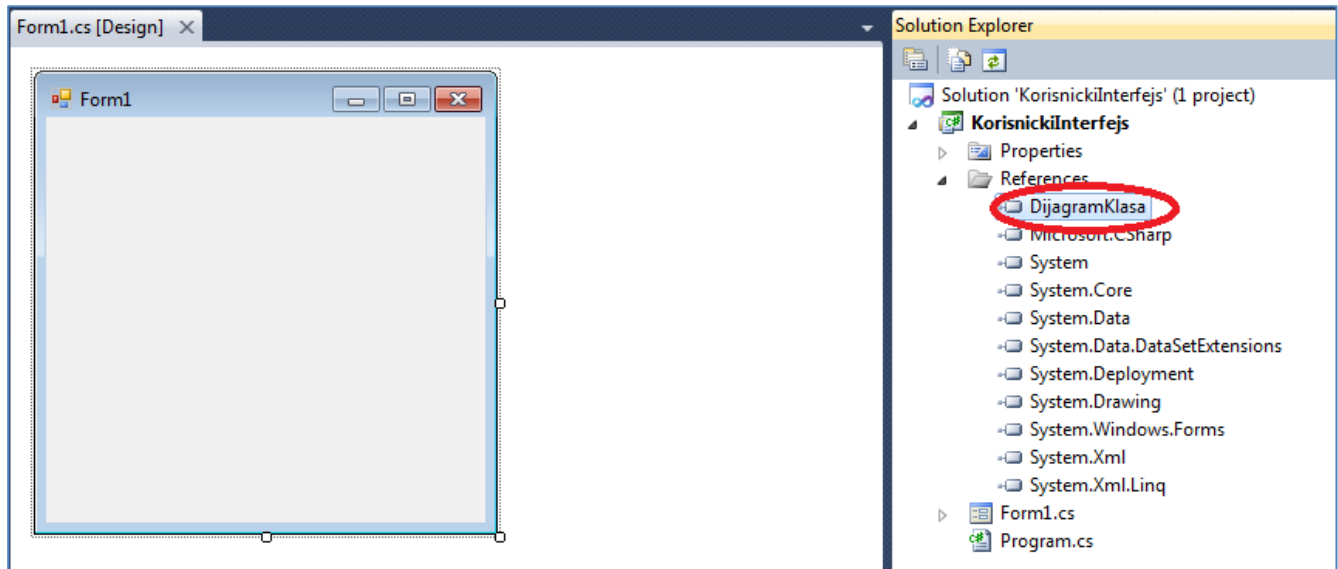 Form1.cs [Design]
Form1
Solution Explorer
Solution 'KorisnickiInterfejs' (1 project)
KorisnickiInterfejs
Properties
References
DijagramKlasa
Microsoft.CSharp
System
System.Core
System.Data
System.Data.DataSetExtensions
System.Deployment
System.Drawing
System.Windows.Forms
System.Xml
System.Xml.Linq
Form1.cs
Program.cs